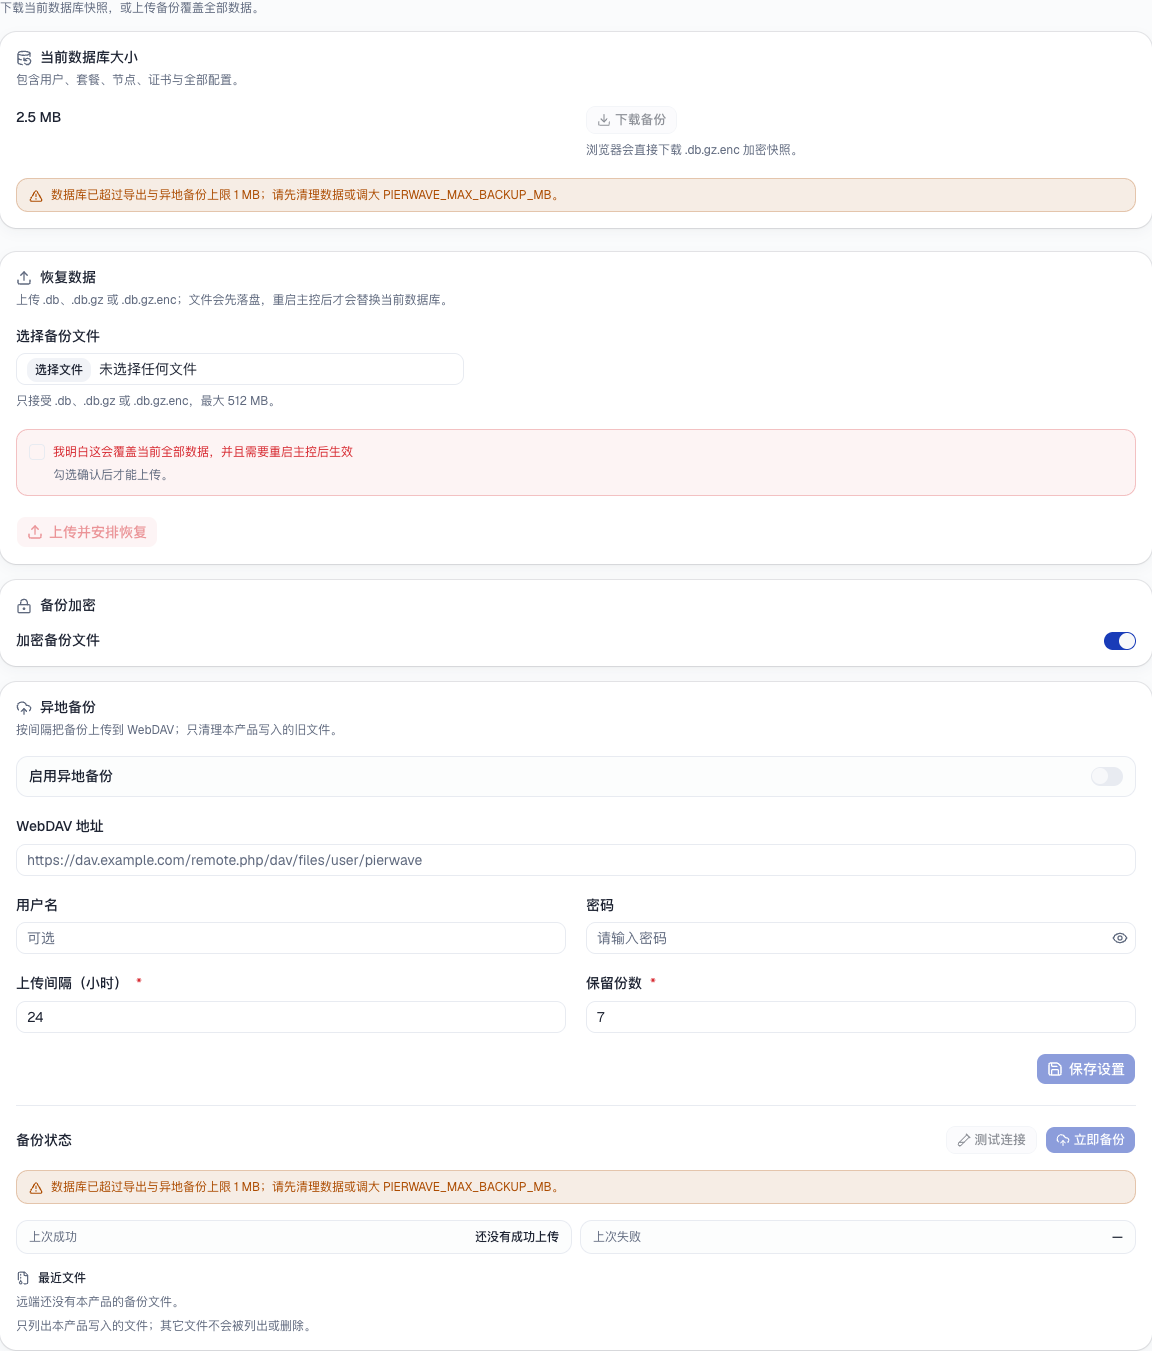 下载当前数据库快照，或上传备份覆盖全部数据。
当前数据库大小
包含用户、套餐、节点、证书与全部配置。
2.5 MB
下载备份
浏览器会直接下载 .db.gz.enc 加密快照。
数据库已超过导出与异地备份上限 1 MB；请先清理数据或调大 PIERWAVE_MAX_BACKUP_MB。
恢复数据
上传 .db、.db.gz 或 .db.gz.enc；文件会先落盘，重启主控后才会替换当前数据库。
选择备份文件
选择文件 未选择任何文件
只接受 .db、.db.gz 或 .db.gz.enc，最大 512 MB。
我明白这会覆盖当前全部数据，并且需要重启主控后生效
勾选确认后才能上传。
上传并安排恢复
备份加密
加密备份文件
异地备份
按间隔把备份上传到 WebDAV；只清理本产品写入的旧文件。
启用异地备份
WebDAV 地址
https://dav.example.com/remote.php/dav/files/user/pierwave
用户名
可选
密码
请输入密码
上传间隔（小时） *
24
保留份数 *
7
保存设置
备份状态
测试连接
立即备份
数据库已超过导出与异地备份上限 1 MB；请先清理数据或调大 PIERWAVE_MAX_BACKUP_MB。
上次成功 还没有成功上传
上次失败 —
最近文件
远端还没有本产品的备份文件。
只列出本产品写入的文件；其它文件不会被列出或删除。